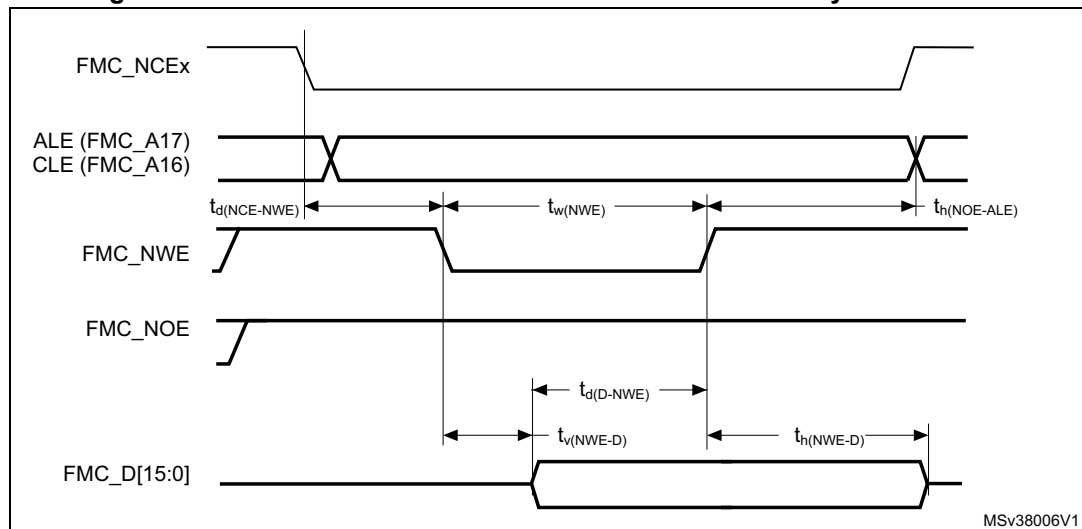 FMC_NCEx
ALE (FMC_A17)
CLE (FMC_A16)
td(NCE-NWE) tw(NWE) th(NOE-ALE)
FMC_NWE
FMC_NOE
td(D-NWE)
tv(NWE-D) th(NWE-D)
FMC_D[15:0]
MSv38006V1